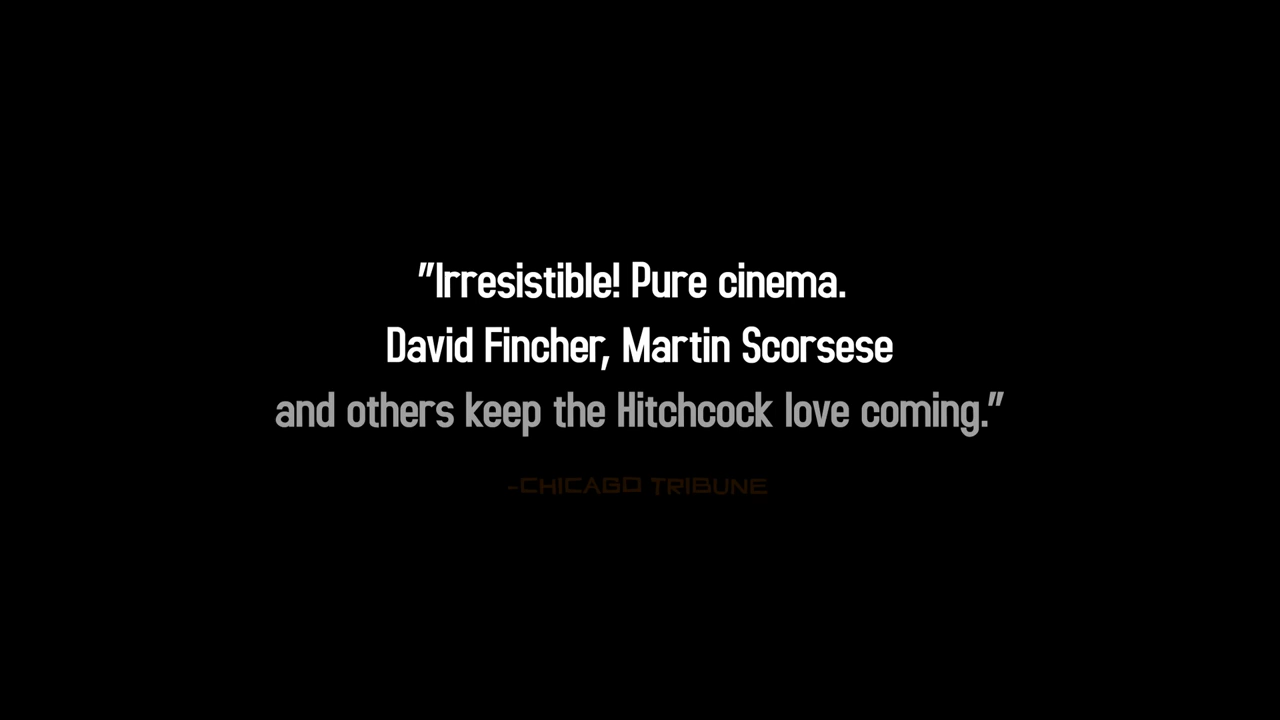 "Irresistible! Pure cinema.
David Fincher, Martin Scorsese
and others keep the Hitchcock love coming."
-CHICAGO TRIBUNE